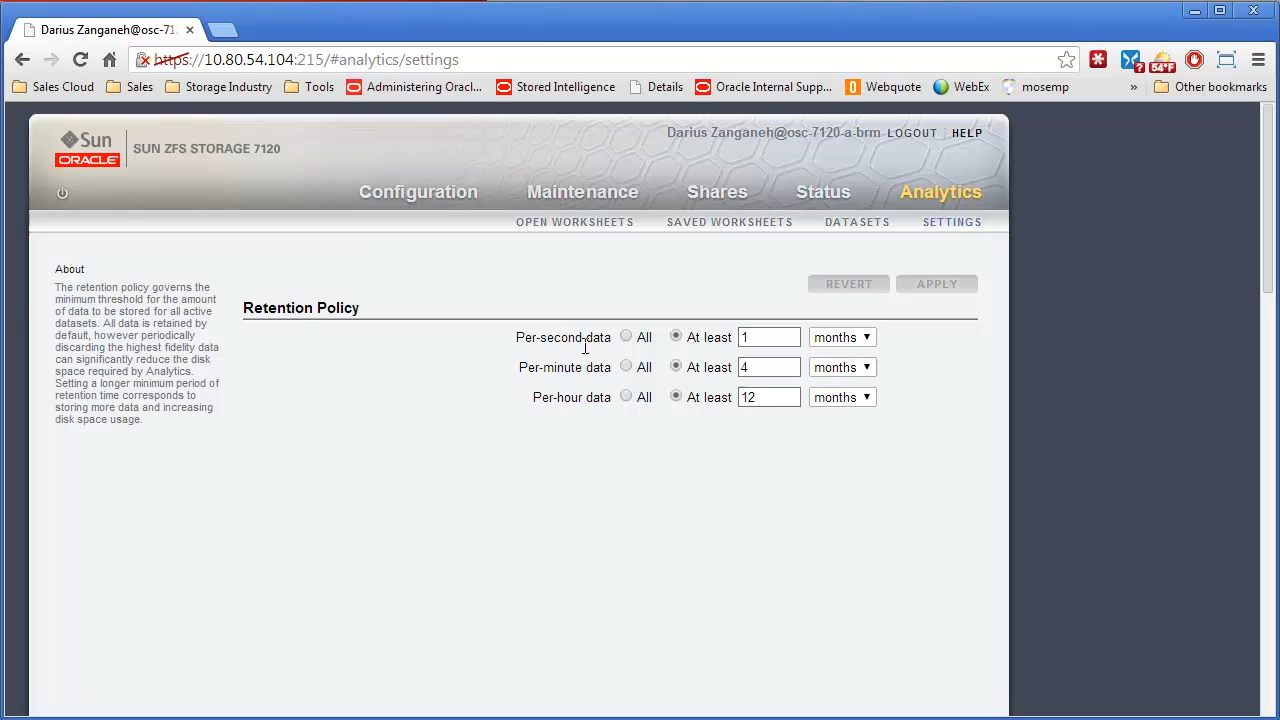 Darius Zanganeh@osc-71
https://10.80.54.104:215/#analytics/settings
?
54°F
Sales Cloud Sales Storage Industry Tools Administering Orac... Stored Intelligence Details Oracle Internal Supp... Webquote WebEx mosemp » Other bookmarks
Darius Zanganeh@osc-7120-a-brm LOGOUT HELP
Sun
ORACLE
SUN ZFS STORAGE 7120
Configuration Maintenance Shares Status Analytics
OPEN WORKSHEETS SAVED WORKSHEETS DATASETS SETTINGS
About
The retention policy governs the
minimum threshold for the amount
of data to be stored for all active
datasets. All data is retained by
default, however periodically
discarding the highest fidelity data
can significantly reduce the disk
space required by Analytics.
Setting a longer minimum period of
retention time corresponds to
storing more data and increasing
disk space usage.
REVERT APPLY
Retention Policy
Per-second data All At least 1 months
Per-minute data All At least 4 months
Per-hour data All At least 12 months